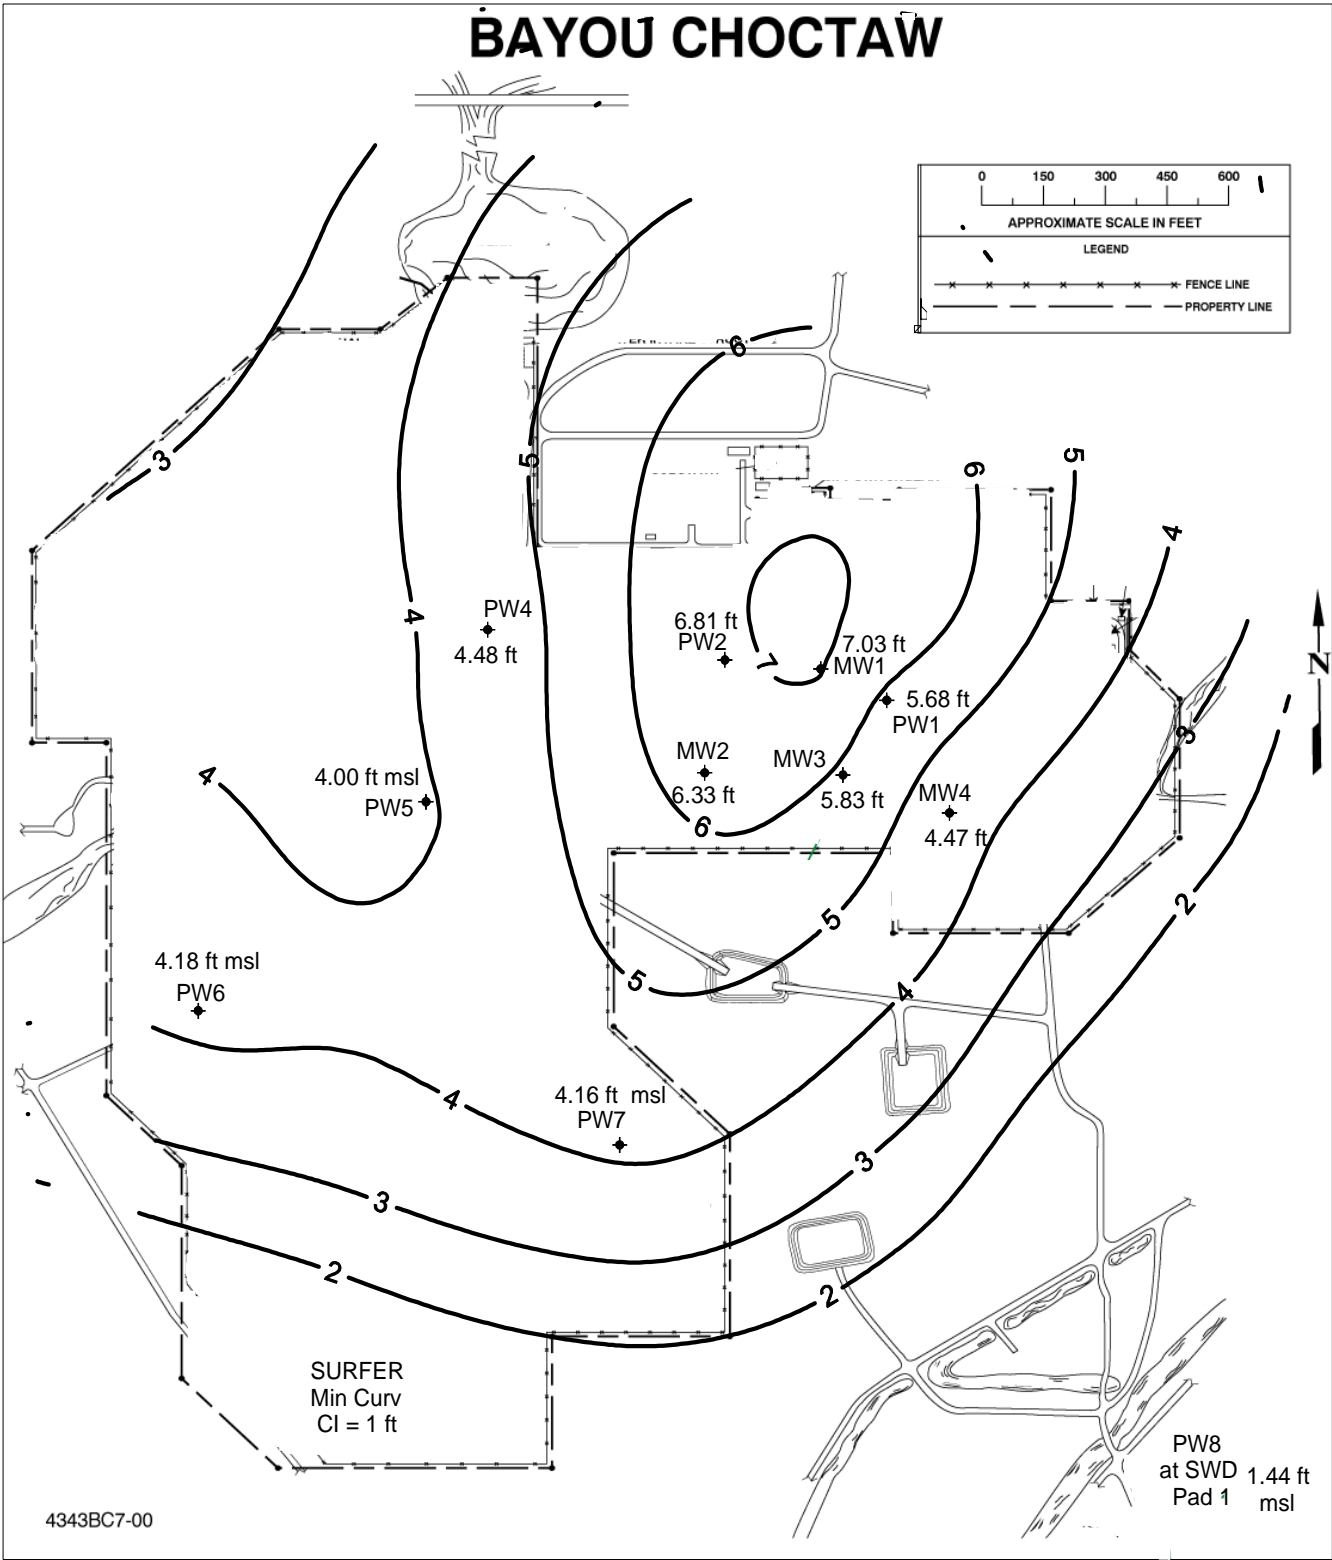 BAYOU CHOCTAW
0 150 300 450 600
APPROXIMATE SCALE IN FEET
LEGEND
FENCE LINE
PROPERTY LINE
6
3
5
6
5
4
4
PW4
4.48 ft
6.81 ft
PW2
7
7.03 ft
MW1
5.68 ft
PW1
N
3
4
4.00 ft msl
PW5
MW2
6.33 ft
MW3
5.83 ft
MW4
4.47 ft
6
2
5
4.18 ft msl
PW6
5
4
4
4.16 ft msl
PW7
3
3
2
2
SURFER
Min Curv
CI = 1 ft
PW8
at SWD
Pad 1
1.44 ft
msl
4343BC7-00